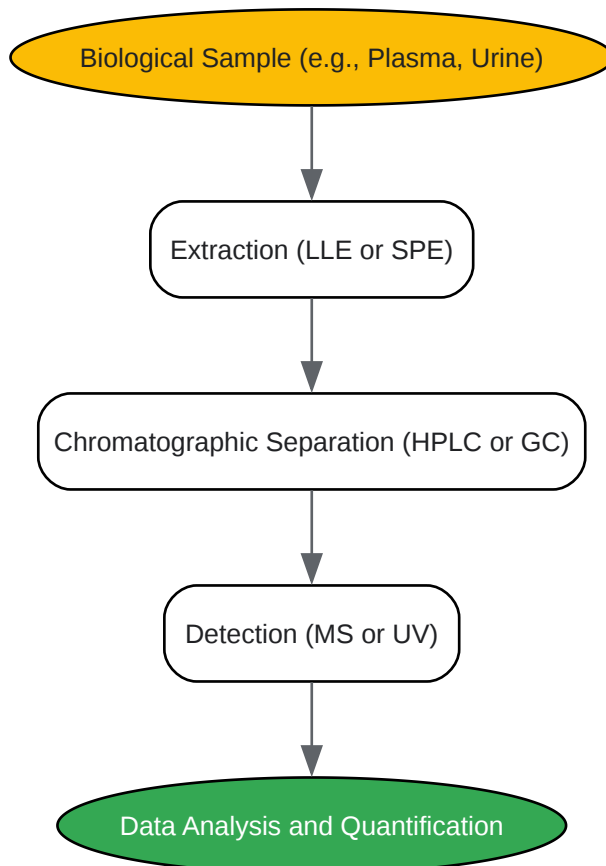 Biological Sample (e.g., Plasma, Urine)
Extraction (LLE or SPE)
Chromatographic Separation (HPLC or GC)
Detection (MS or UV)
Data Analysis and Quantification